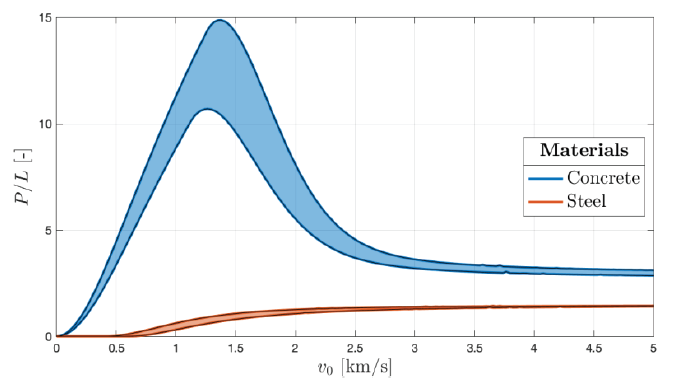 15
10
5
0
P/L [-]
0 0.5 1 1.5 2 2.5 3 3.5 4 4.5 5
v₀ [km/s]
Materials
Concrete
Steel